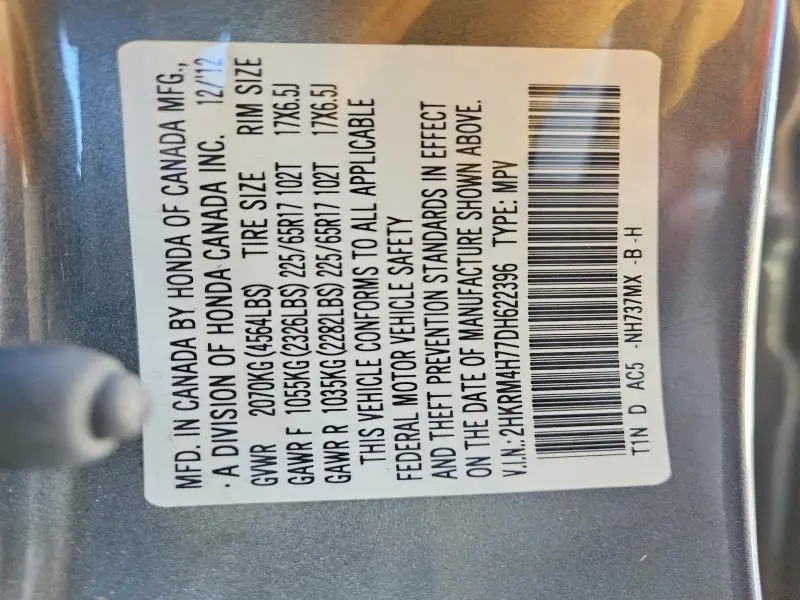 MFD. IN CANADA BY HONDA OF CANADA MFG.,
· A DIVISION OF HONDA CANADA INC. 12/'12
GVWR 2070KG (4564LBS) TIRE SIZE RIM SIZE
GAWR F 1055KG (2326LBS) 225/65R17 102T 17X6.5J
GAWR R 1035KG (2282LBS) 225/65R17 102T 17X6.5J
THIS VEHICLE CONFORMS TO ALL APPLICABLE
FEDERAL MOTOR VEHICLE SAFETY
AND THEFT PREVENTION STANDARDS IN EFFECT
ON THE DATE OF MANUFACTURE SHOWN ABOVE.
V.I.N.: 2HKRM4H77DH622396 TYPE: MPV
T1N D AC5 -NH737MX -B -H